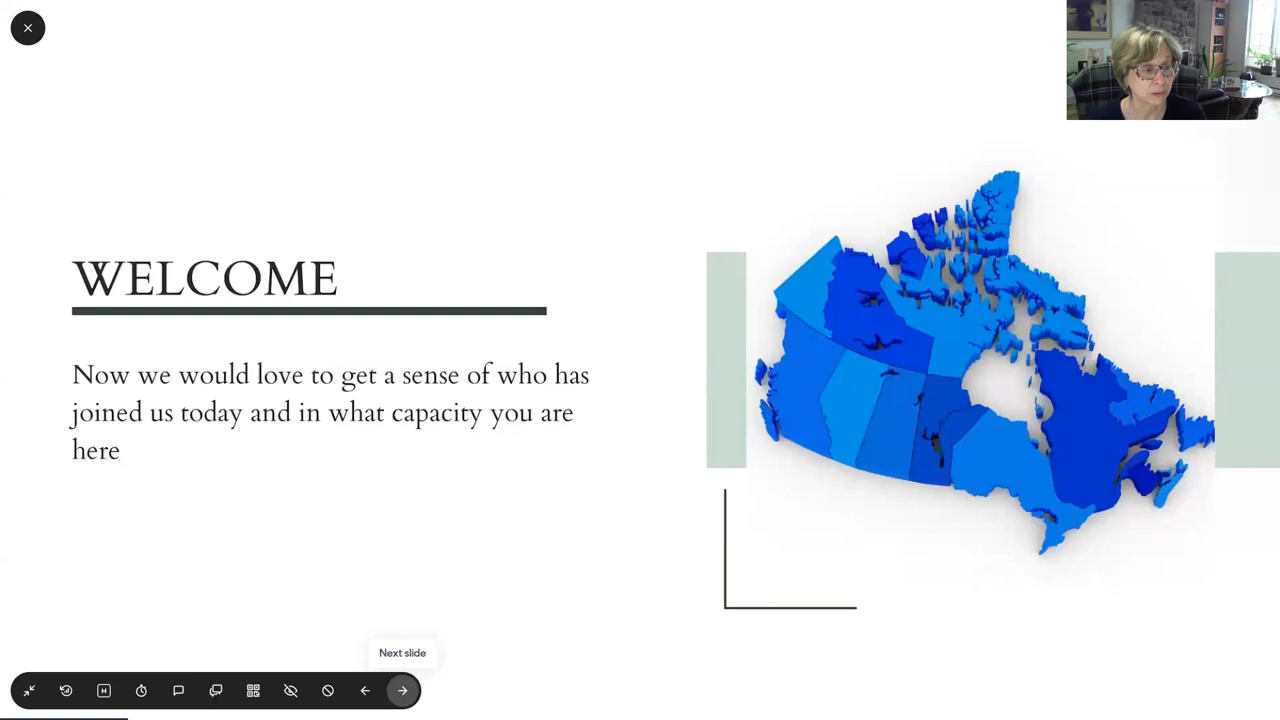 WELCOME
Now we would love to get a sense of who has
joined us today and in what capacity you are
here
Next slide